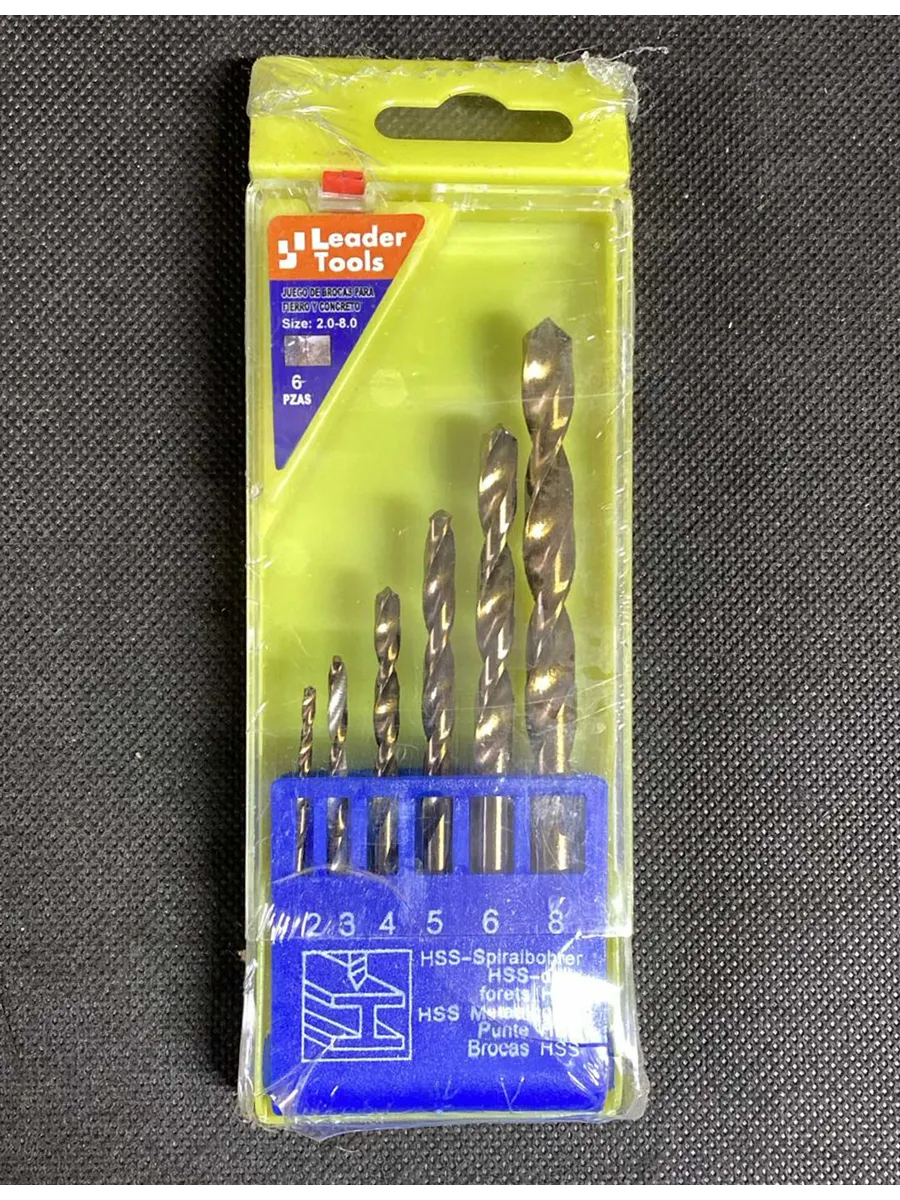 Leader
Tools
JUEGO DE BROCAS PARA
FIERRO Y CONCRETO
Size: 2.0-8.0
6
PZAS
2 3 4 5 6 8
HSS-Spiralbohrer
HSS-
forets
HSS
Punte
Brocas HSS